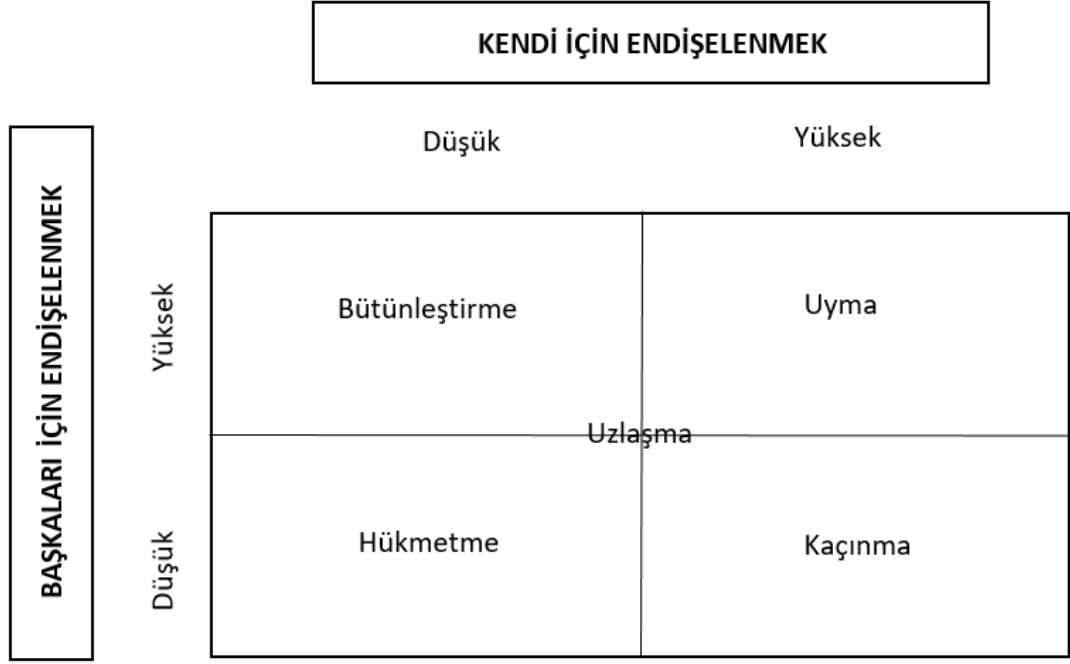 KENDİ İÇİN ENDİŞELENMEK
Düşük
Yüksek
BAŞKALARI İÇİN ENDİŞELENMEK
Yüksek
Bütünleştirme
Uyma
Uzlaşma
Düşük
Hükmetme
Kaçınma